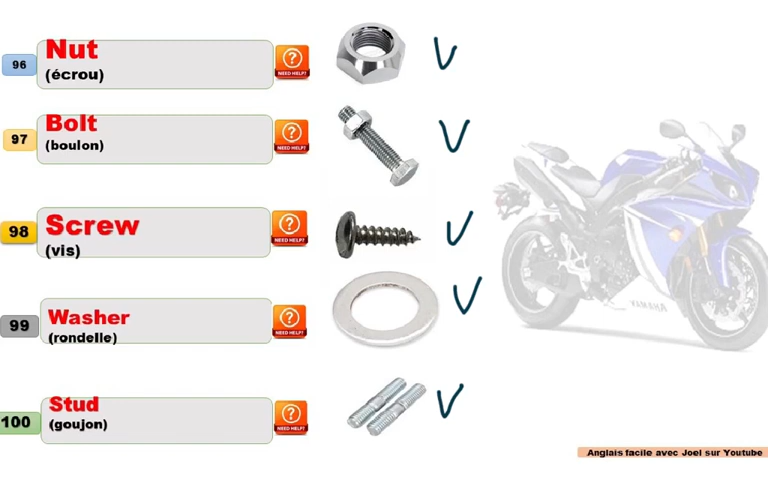 96
Nut
(écrou)
NEED HELP?
97
Bolt
(boulon)
NEED HELP?
98
Screw
(vis)
NEED HELP?
99
Washer
(rondelle)
NEED HELP?
100
Stud
(goujon)
NEED HELP?
YAMAHA
Anglais facile avec Joel sur Youtube